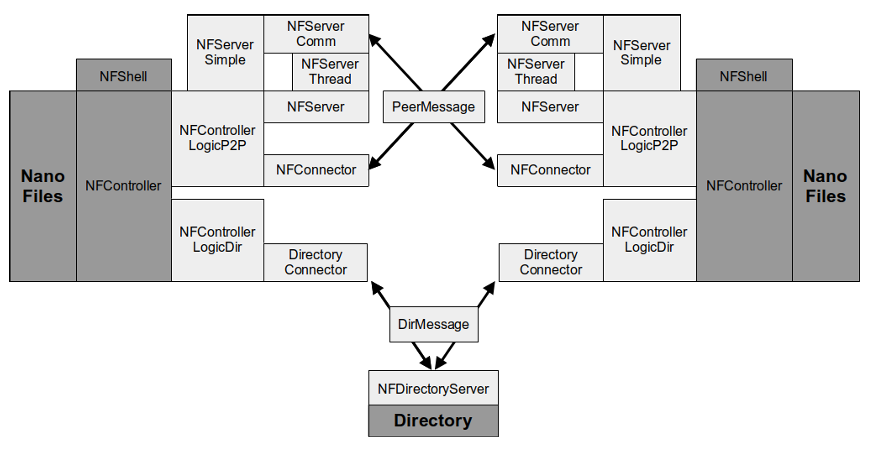 NFServer
Simple
NFServer
Comm
NFServer
Thread
NFShell
NFServer
NFController
LogicP2P
NFConnector
Nano
Files
NFController
NFController
LogicDir
Directory
Connector
PeerMessage
NFServer
Comm
NFServer
Simple
NFServer
Thread
NFShell
NFServer
NFController
LogicP2P
NFConnector
NFController
Nano
Files
NFController
LogicDir
Directory
Connector
DirMessage
NFDirectoryServer
Directory